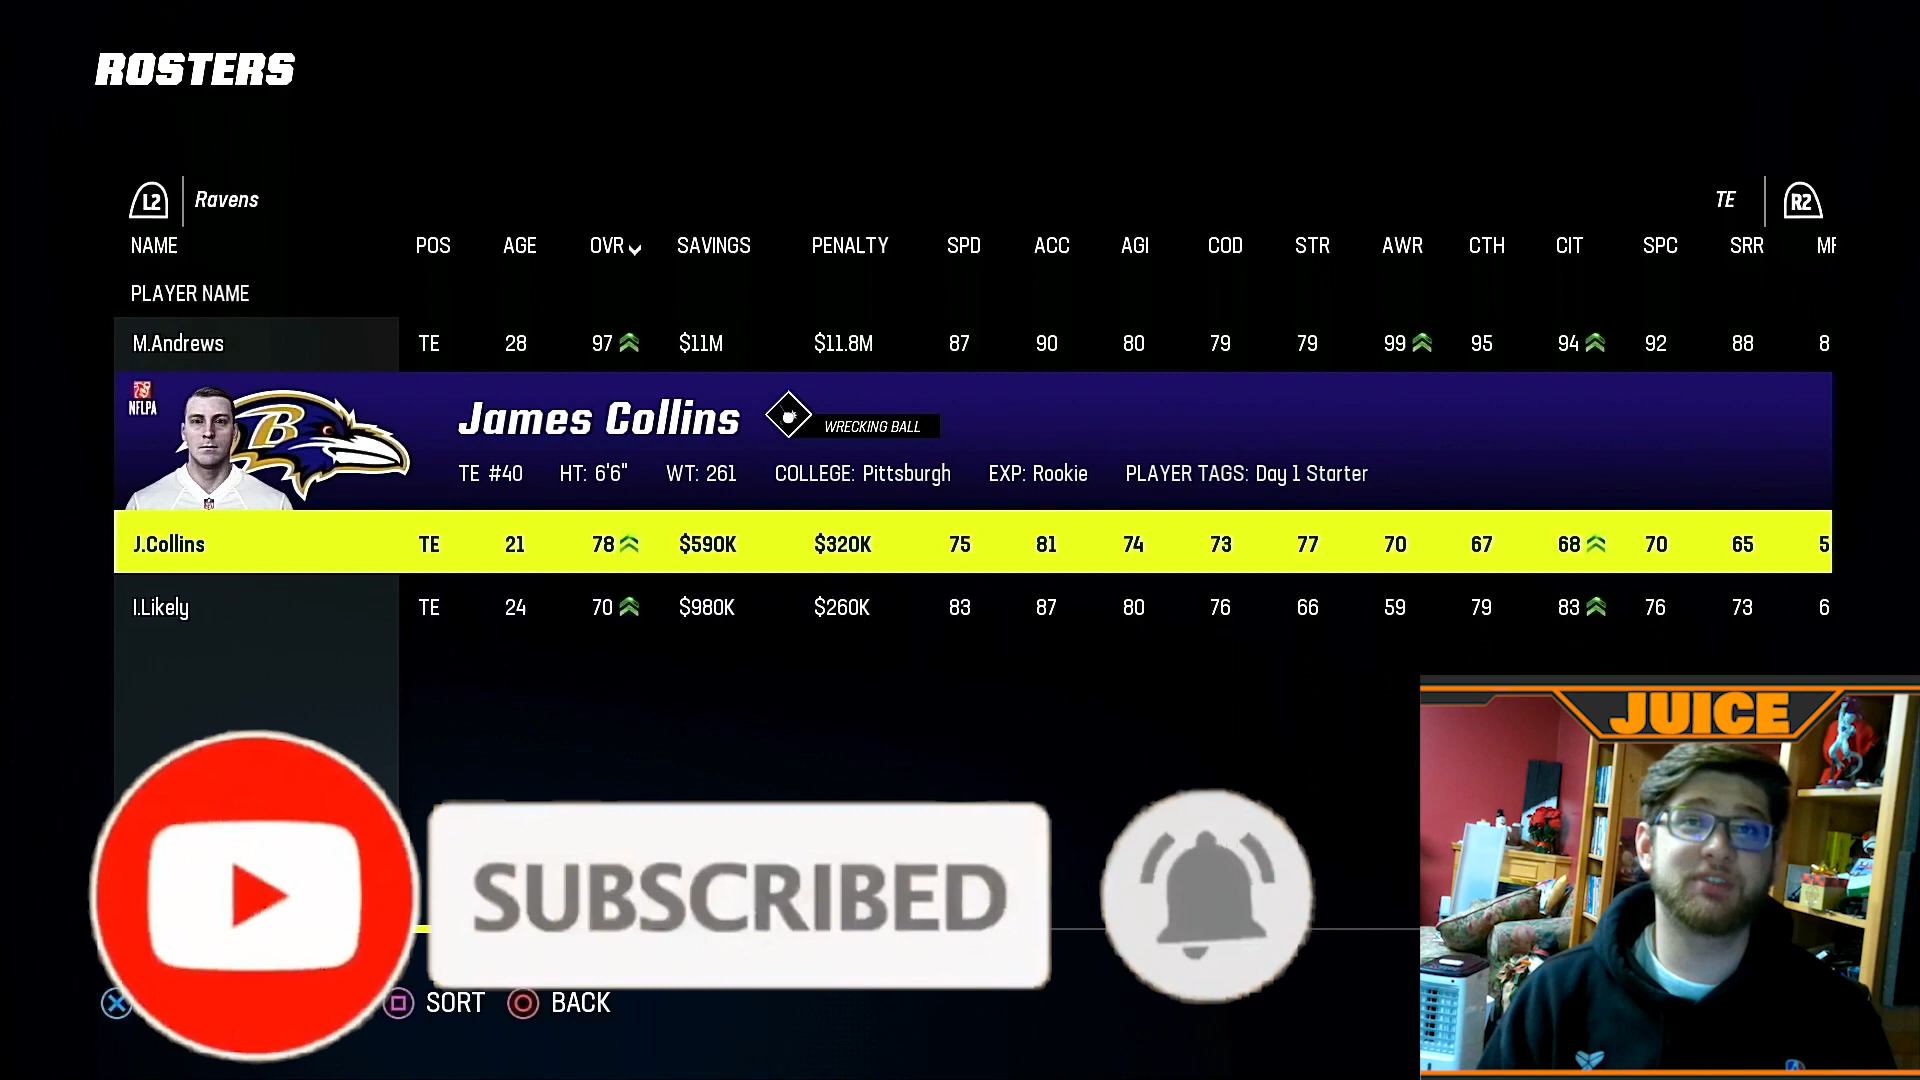 ROSTERS
L2 Ravens TE R2
NAME POS AGE OVR SAVINGS PENALTY SPD ACC AGI COD STR AWR CTH CIT SPC SRR
PLAYER NAME
M.Andrews TE 28 97 $11M $11.8M 87 90 80 79 79 99 95 94 92 88 8
NFLPA
B
James Collins WRECKING BALL
TE #40 HT: 6'6" WT: 261 COLLEGE: Pittsburgh EXP: Rookie PLAYER TAGS: Day 1 Starter
J.Collins TE 21 78 $590K $320K 75 81 74 73 77 70 67 68 70 65 5
I.Likely TE 24 70 $980K $260K 83 87 80 76 66 59 79 83 76 73 6
JUICE
SUBSCRIBED
SORT BACK